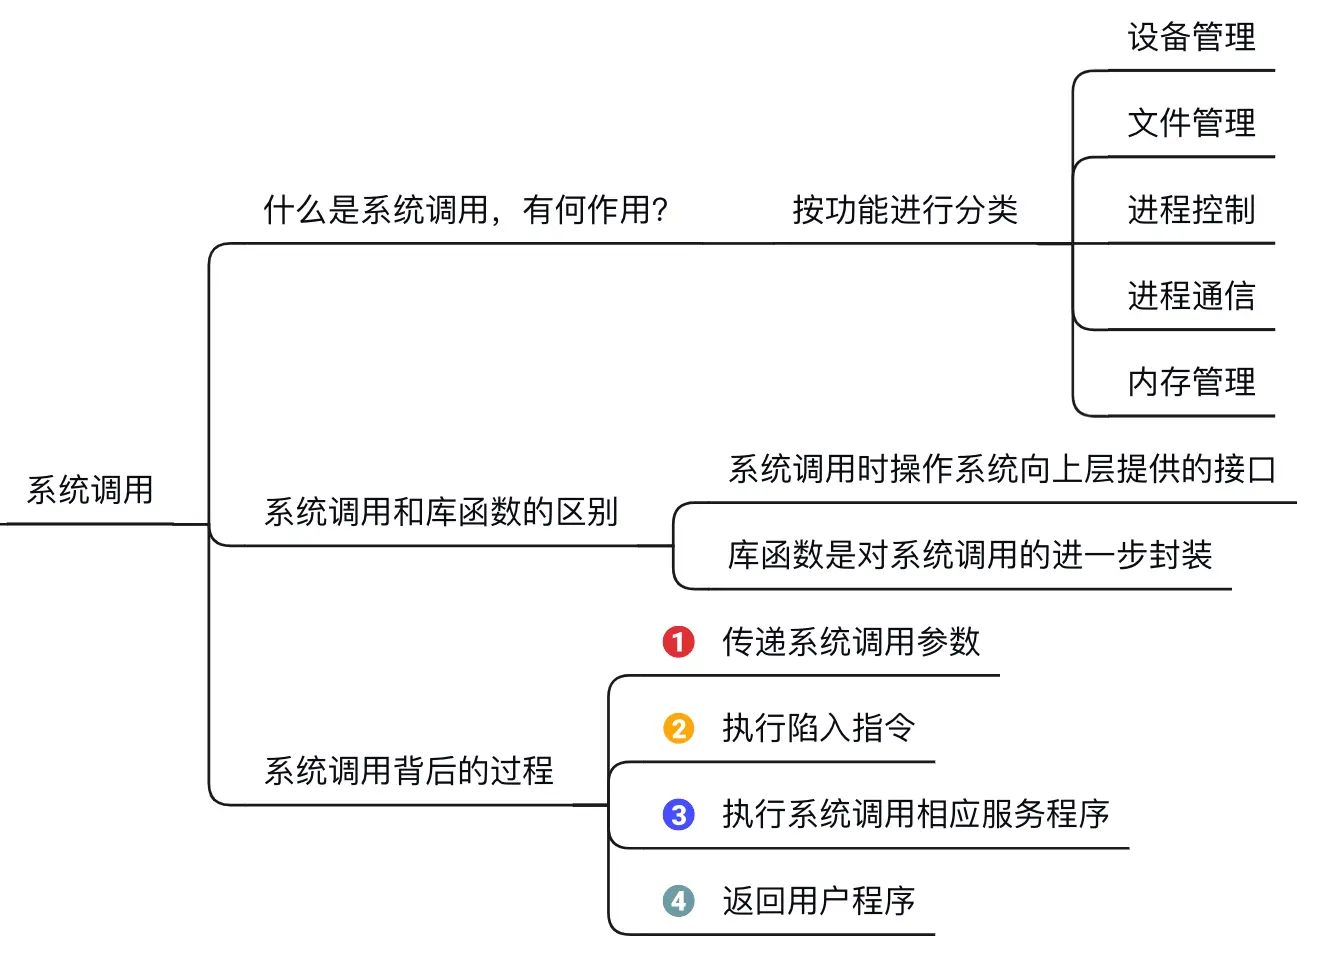 系统调用
什么是系统调用，有何作用？
按功能进行分类
设备管理
文件管理
进程控制
进程通信
内存管理
系统调用和库函数的区别
系统调用时操作系统向上层提供的接口
库函数是对系统调用的进一步封装
系统调用背后的过程
1 传递系统调用参数
2 执行陷入指令
3 执行系统调用相应服务程序
4 返回用户程序